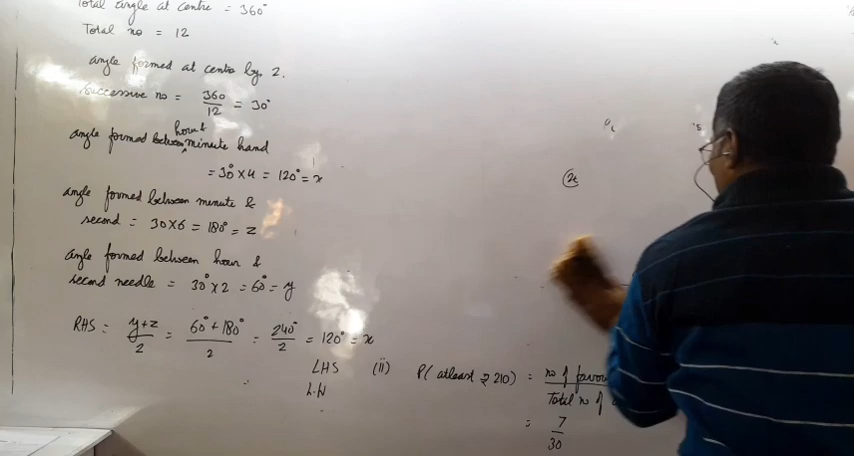 Total angle at centre = 360°
Total no = 12
angle formed at centre by 2.
successive no = 360/12 = 30°
angle formed between hour & minute hand
= 30° × 4 = 120° = x
angle formed between menute &
second = 30 × 6 = 180° = z
angle formed between hour &
second needle = 30° × 2 = 60° = y
RHS = y+z/2 = 60° + 180°/2 = 240°/2 = 120° = x
LHS
(ii) P( atleast ₹ 210) = no of favou
Total no of
= 7/30